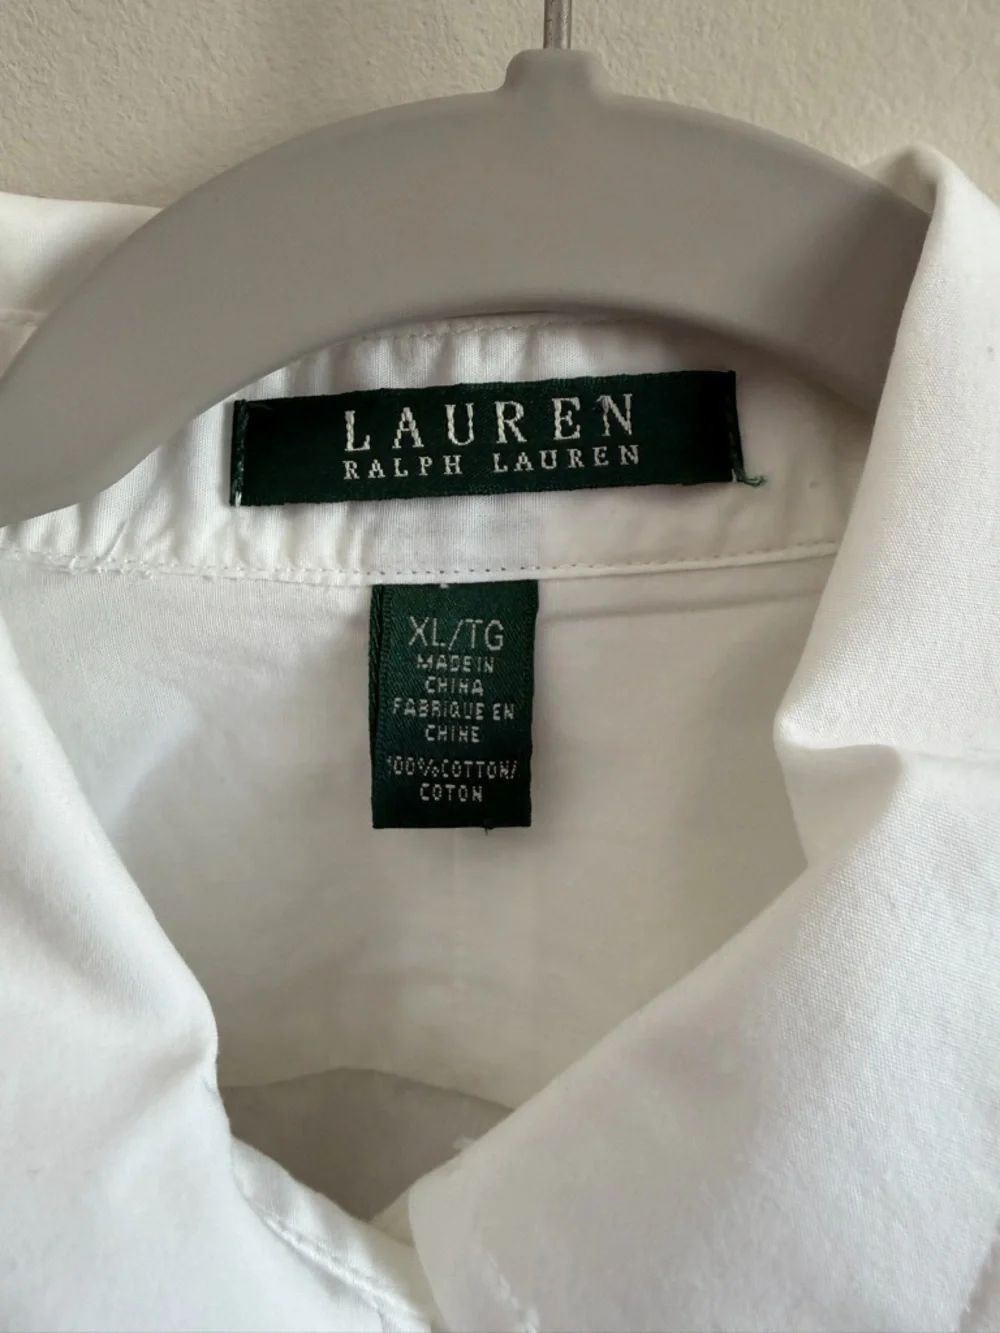 LAUREN
RALPH LAUREN
XL/TG
MADE IN
CHINA
FABRIQUE EN
CHINE
100% COTTON/
COTON